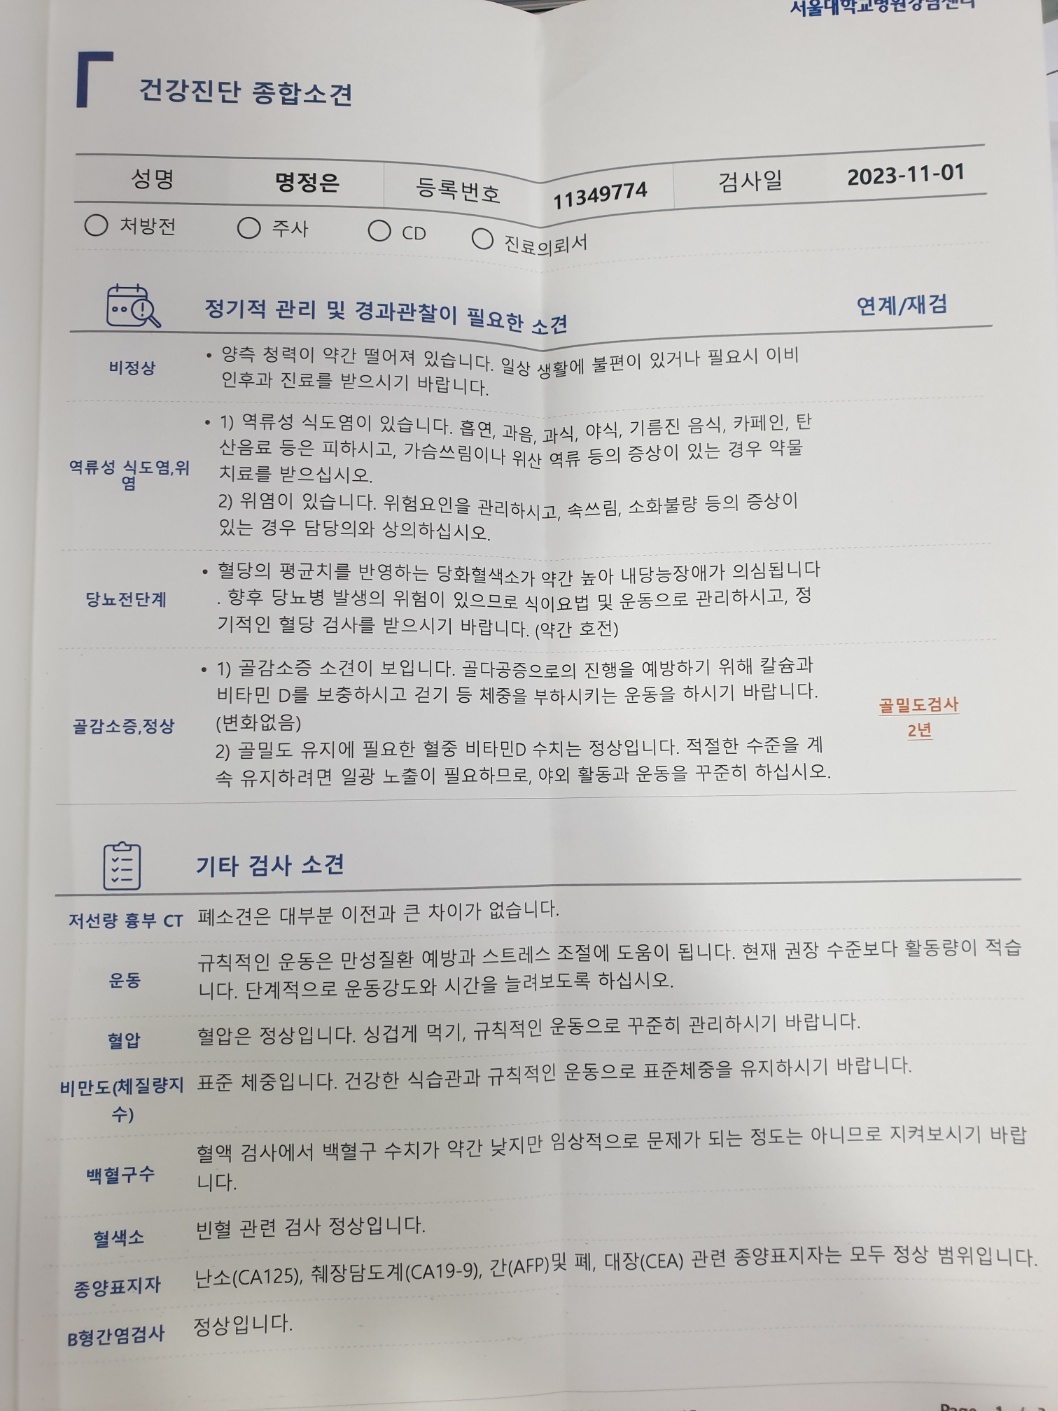 서울대학교병원강남센터
건강진단 종합소견
성명 명정은 등록번호 11349774 검사일 2023-11-01
처방전 주사 CD 진료의뢰서
정기적 관리 및 경과관찰이 필요한 소견 연계/재검
비정상
• 양측 청력이 약간 떨어져 있습니다. 일상 생활에 불편이 있거나 필요시 이비
인후과 진료를 받으시기 바랍니다.
역류성 식도염,위
염
• 1) 역류성 식도염이 있습니다. 흡연, 과음, 과식, 야식, 기름진 음식, 카페인, 탄
산음료 등은 피하시고, 가슴쓰림이나 위산 역류 등의 증상이 있는 경우 약물
치료를 받으십시오.
2) 위염이 있습니다. 위험요인을 관리하시고, 속쓰림, 소화불량 등의 증상이
있는 경우 담당의와 상의하십시오.
당뇨전단계
• 혈당의 평균치를 반영하는 당화혈색소가 약간 높아 내당능장애가 의심됩니다
. 향후 당뇨병 발생의 위험이 있으므로 식이요법 및 운동으로 관리하시고, 정
기적인 혈당 검사를 받으시기 바랍니다. (약간 호전)
골감소증,정상
• 1) 골감소증 소견이 보입니다. 골다공증으로의 진행을 예방하기 위해 칼슘과
비타민 D를 보충하시고 걷기 등 체중을 부하시키는 운동을 하시기 바랍니다.
(변화없음)
2) 골밀도 유지에 필요한 혈중 비타민D 수치는 정상입니다. 적절한 수준을 계
속 유지하려면 일광 노출이 필요하므로, 야외 활동과 운동을 꾸준히 하십시오.
골밀도검사
2년
기타 검사 소견
저선량 흉부 CT 폐소견은 대부분 이전과 큰 차이가 없습니다.
운동
규칙적인 운동은 만성질환 예방과 스트레스 조절에 도움이 됩니다. 현재 권장 수준보다 활동량이 적습
니다. 단계적으로 운동강도와 시간을 늘려보도록 하십시오.
혈압 혈압은 정상입니다. 싱겁게 먹기, 규칙적인 운동으로 꾸준히 관리하시기 바랍니다.
비만도(체질량지
수)
표준 체중입니다. 건강한 식습관과 규칙적인 운동으로 표준체중을 유지하시기 바랍니다.
백혈구수
혈액 검사에서 백혈구 수치가 약간 낮지만 임상적으로 문제가 되는 정도는 아니므로 지켜보시기 바랍
니다.
혈색소 빈혈 관련 검사 정상입니다.
종양표지자 난소(CA125), 췌장담도계(CA19-9), 간(AFP)및 폐, 대장(CEA) 관련 종양표지자는 모두 정상 범위입니다.
B형간염검사 정상입니다.
Page 1 / 3